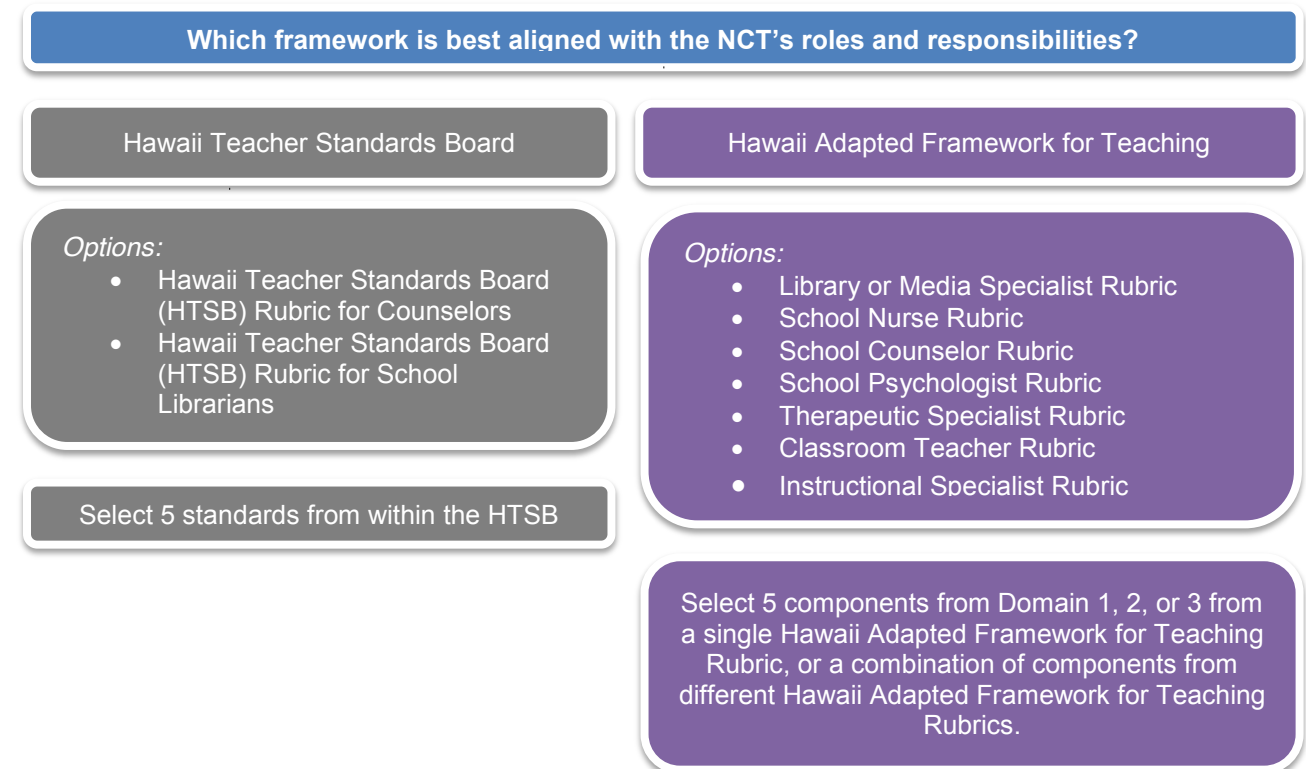 Which framework is best aligned with the NCT’s roles and responsibilities?
Hawaii Teacher Standards Board
Options:
• Hawaii Teacher Standards Board
(HTSB) Rubric for Counselors
• Hawaii Teacher Standards Board
(HTSB) Rubric for School
Librarians
Select 5 standards from within the HTSB
Hawaii Adapted Framework for Teaching
Options:
• Library or Media Specialist Rubric
• School Nurse Rubric
• School Counselor Rubric
• School Psychologist Rubric
• Therapeutic Specialist Rubric
• Classroom Teacher Rubric
• Instructional Specialist Rubric
Select 5 components from Domain 1, 2, or 3 from
a single Hawaii Adapted Framework for Teaching
Rubric, or a combination of components from
different Hawaii Adapted Framework for Teaching
Rubrics.